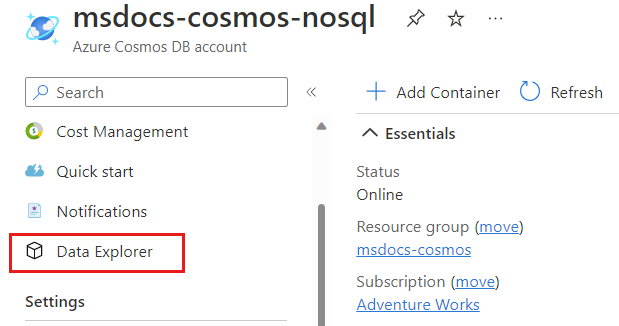 msdocs-cosmos-nosql
Azure Cosmos DB account
Search
Cost Management
Quick start
Notifications
Data Explorer
Settings
Add Container
Refresh
Essentials
Status
Online
Resource group (move)
msdocs-cosmos
Subscription (move)
Adventure Works